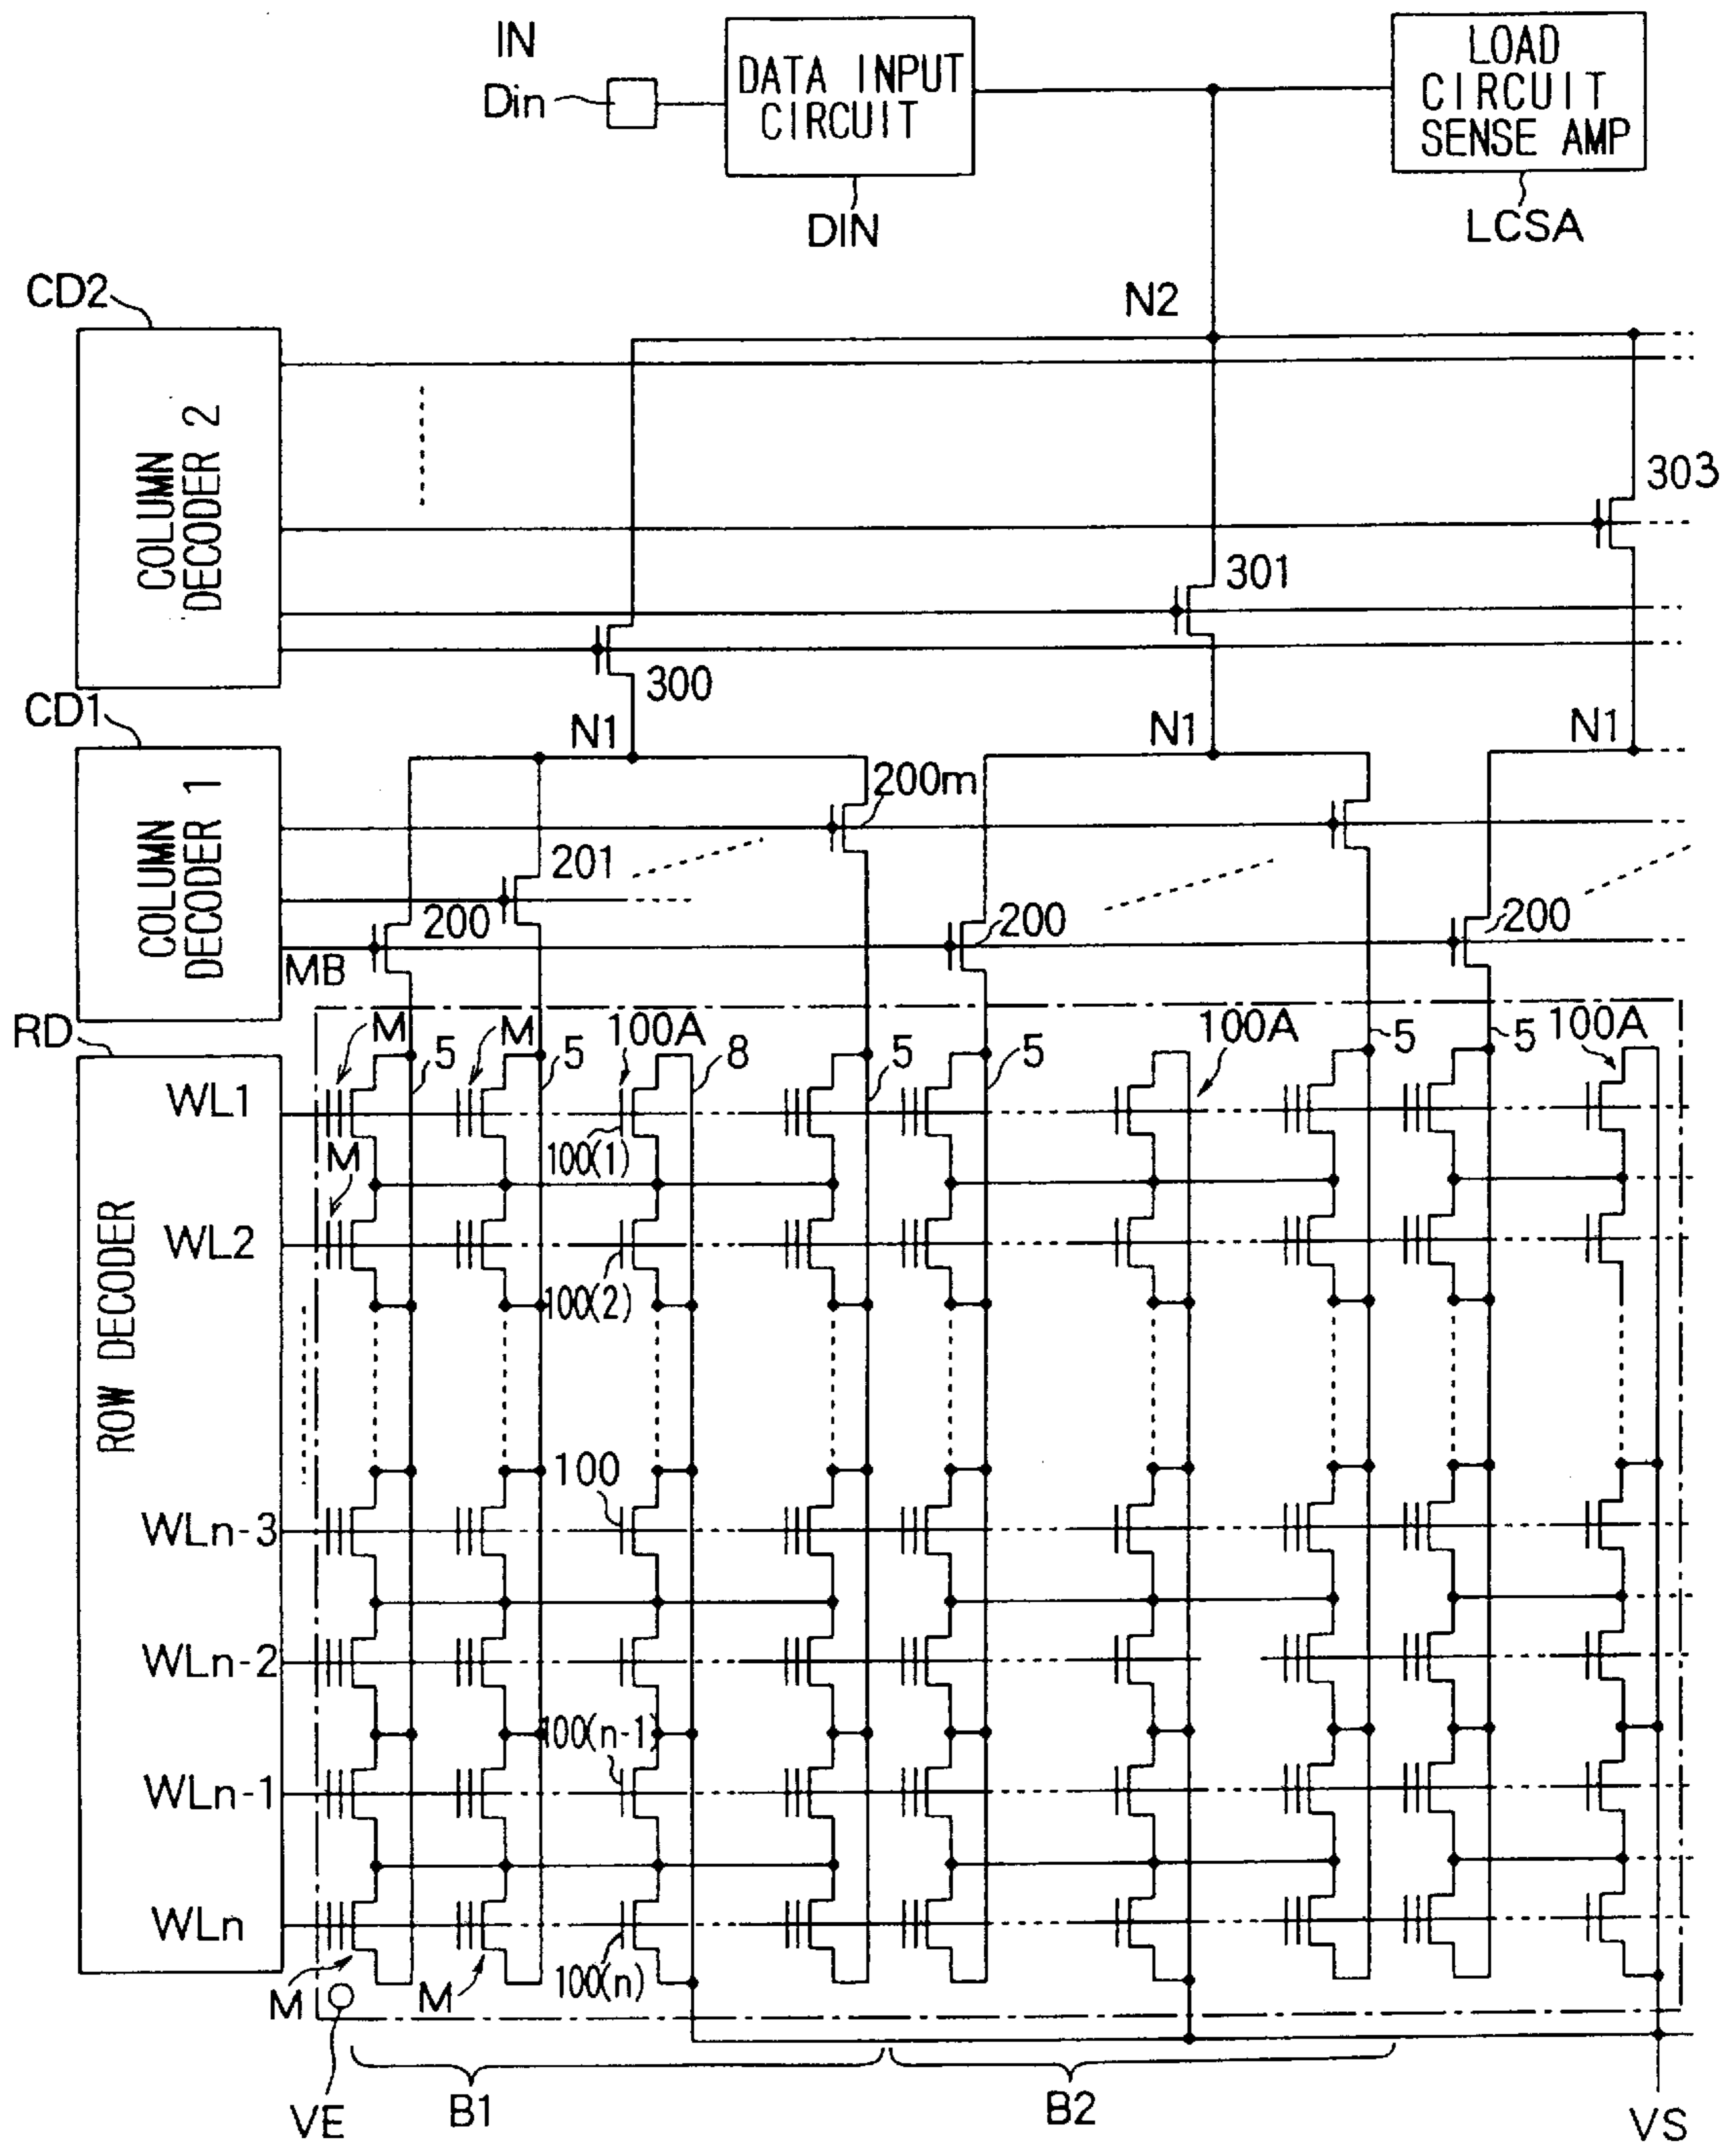 IN
Din
DATA INPUT
CIRCUIT
DIN
LOAD
CIRCUIT
SENSE AMP
LCSA
CD2
N2
COLUMN
DECODER 2
303
301
300
CD1
N1
N1
N1
COLUMN
DECODER 1
200m
201
200
200
200
MB
RD
M
M
100A
100A
100A
5
5
8
5
5
5
5
WL1
100(1)
M
WL2
100(2)
ROW DECODER
100
WLn-3
WLn-2
100(n-1)
WLn-1
WLn
100(n)
M
M
VE
B1
B2
VS